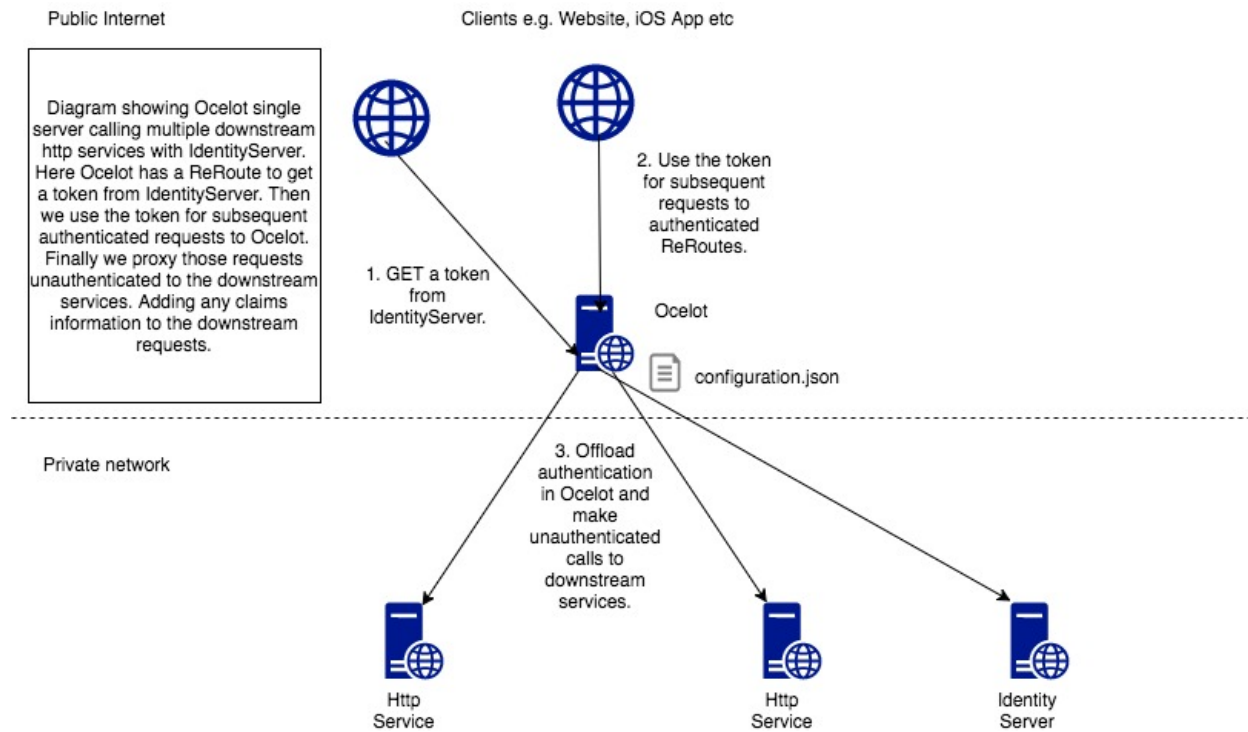 Public Internet
Clients e.g. Website, iOS App etc
Diagram showing Ocelot single
server calling multiple downstream
http services with IdentityServer.
Here Ocelot has a ReRoute to get
a token from IdentityServer. Then
we use the token for subsequent
authenticated requests to Ocelot.
Finally we proxy those requests
unauthenticated to the downstream
services. Adding any claims
information to the downstream
requests.
2. Use the token
for subsequent
requests to
authenticated
ReRoutes.
1. GET a token
from
IdentityServer.
Ocelot
configuration.json
Private network
3. Offload
authentication
in Ocelot and
make
unauthenticated
calls to
downstream
services.
Http
Service
Http
Service
Identity
Server